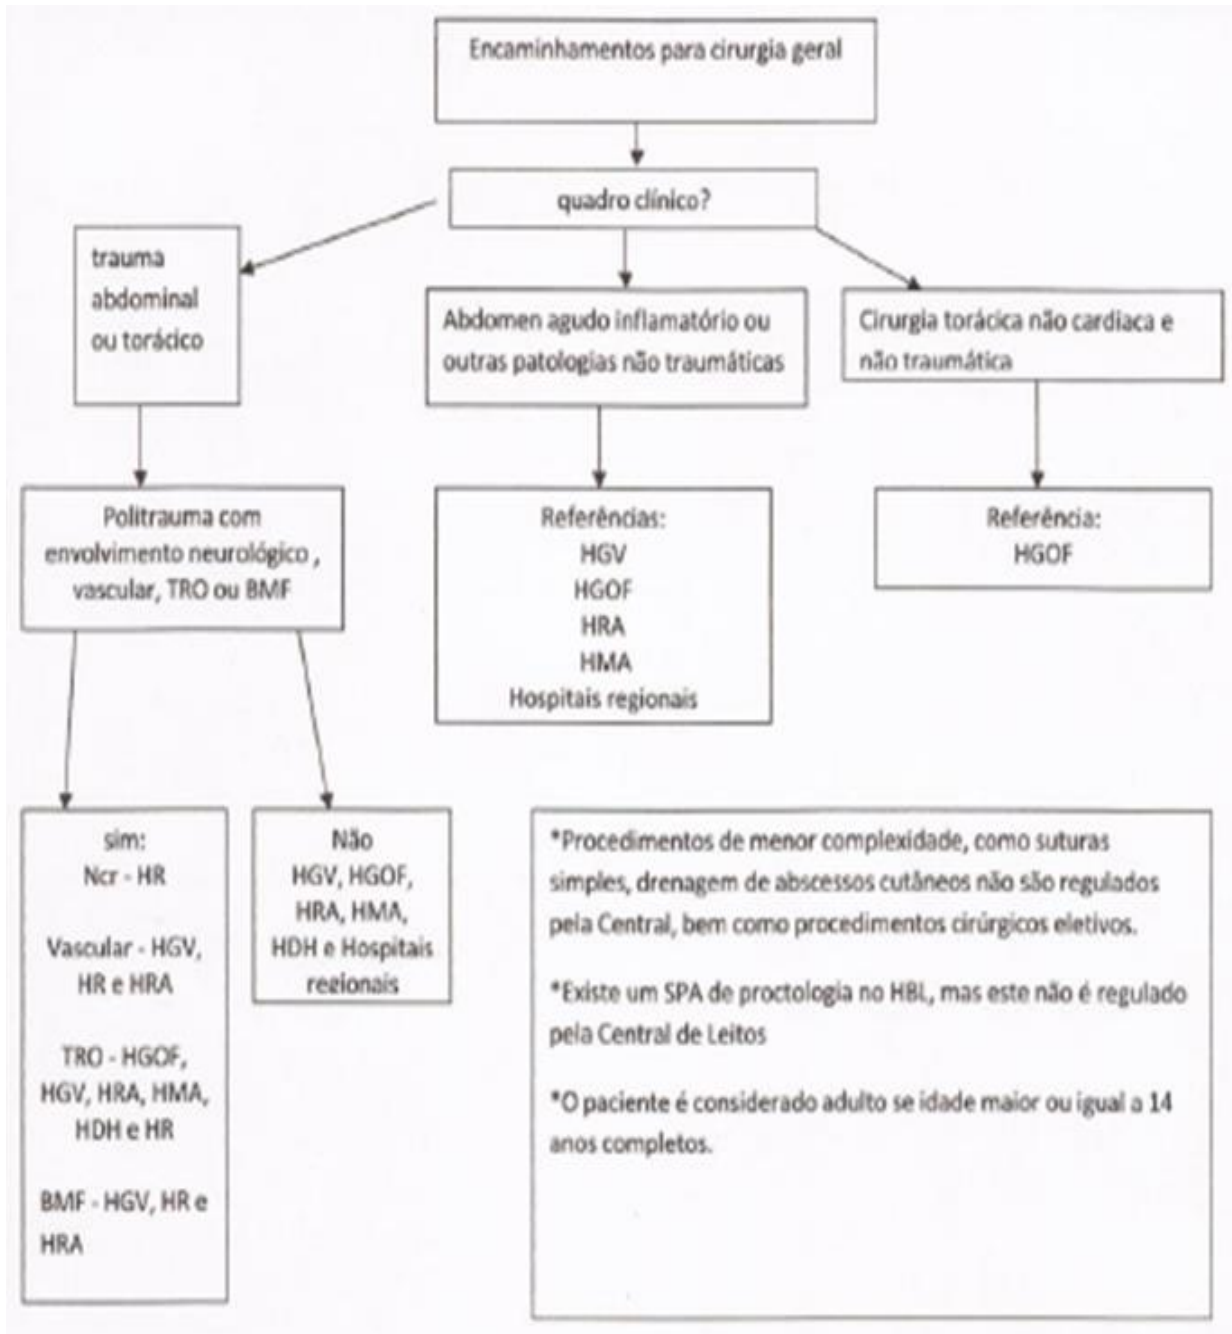 Encaminhamentos para cirurgia geral
quadro clínico?
trauma
abdominal
ou torácico
Abdomen agudo inflamatório ou
outras patologias não traumáticas
Cirurgia torácica não cardiaca e
não traumática
Politrauma com
envolvimento neurológico ,
vascular, TRO ou BMF
Referências:
HGV
HGOF
HRA
HMA
Hospitais regionais
Referência:
HGOF
sim:
Ncr - HR
Vascular - HGV,
HR e HRA
TRO - HGOF,
HGV, HRA, HMA,
HDH e HR
BMF - HGV, HR e
HRA
Não
HGV, HGOF,
HRA, HMA,
HDH e Hospitais
regionais
*Procedimentos de menor complexidade, como suturas
simples, drenagem de abscessos cutâneos não são regulados
pela Central, bem como procedimentos cirúrgicos eletivos.
*Existe um SPA de proctologia no HBL, mas este não é regulado
pela Central de Leitos
*O paciente é considerado adulto se idade maior ou igual a 14
anos completos.